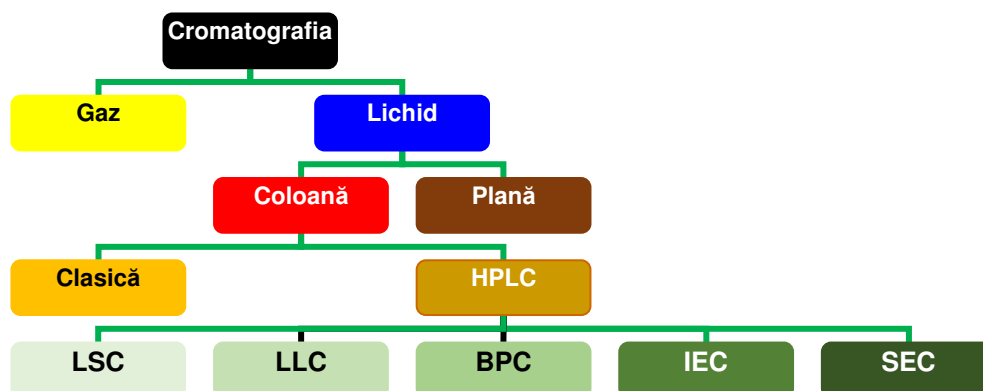 Cromatografia
Gaz
Lichid
Coloană
Plană
Clasică
HPLC
LSC
LLC
BPC
IEC
SEC